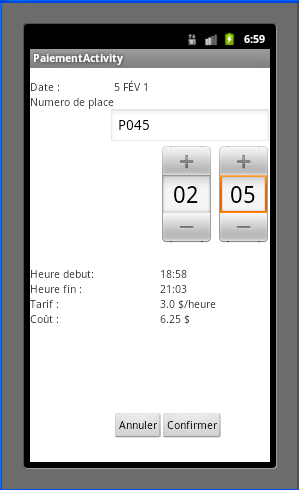 6:59
PaiementActivity
Date : 5 FÉV 1
Numero de place
P045
+ +
02 05
− −
Heure debut: 18:58
Heure fin : 21:03
Tarif : 3.0 $/heure
Coût : 6.25 $
Annuler Confirmer